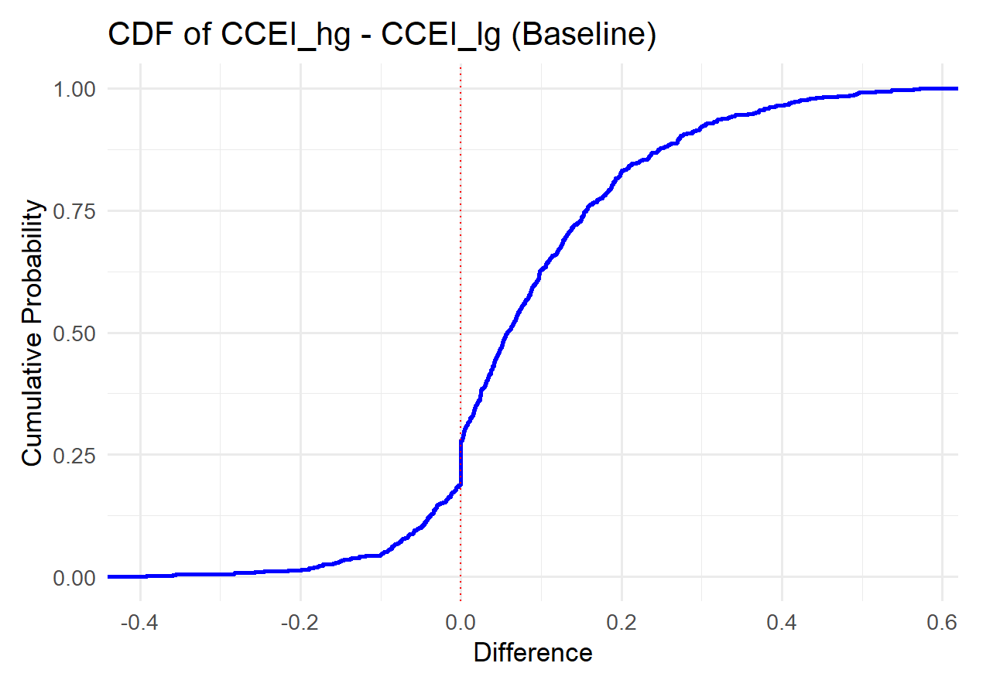 CDF of CCEI_hg - CCEI_lg (Baseline)
1.00
0.75
0.50
0.25
0.00
Cumulative Probability
-0.4 -0.2 0.0 0.2 0.4 0.6
Difference